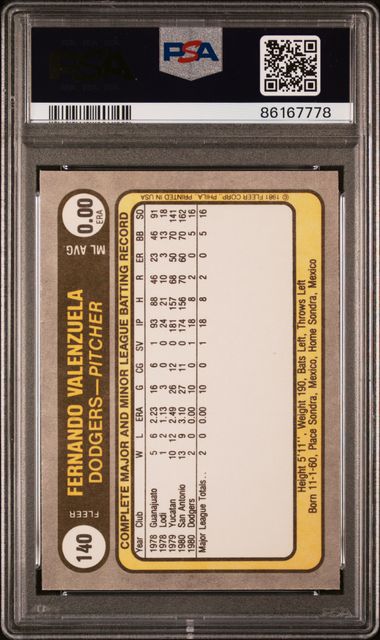 PSA
PSA
86167778
140
FLEER
FERNANDO VALENZUELA
DODGERS—PITCHER
ML AVG.
0.00
ERA
COMPLETE MAJOR AND MINOR LEAGUE BATTING RECORD
Year Club W L ERA G CG SV IP H R ER BB SO
1978 Guanajuato 5 2.23 16 6 1 93 88 46 23 46 91
1978 Lodi 1 2 1.13 3 0 0 21 10 3 18
1979 Yucatan 10 12 2.49 26 12 0 181 157 68 50 70 141
1980 San Antonio 13 9 3.10 27 11 0 174 156 70 60 70 162
1980 Dodgers 2 0 0.00 10 0 1 18 8 2 0 5 16
Major League Totals.. 2 0 0.00 10 0 1 18 8 2 0 5 16
Height 5'11". Weight 190, Bats Left, Throws Left
Born 11-1-60, Place Sondra, Mexico, Home Sondra, Mexico
© 1981 FLEER CORP., PHILA. PRINTED IN USA